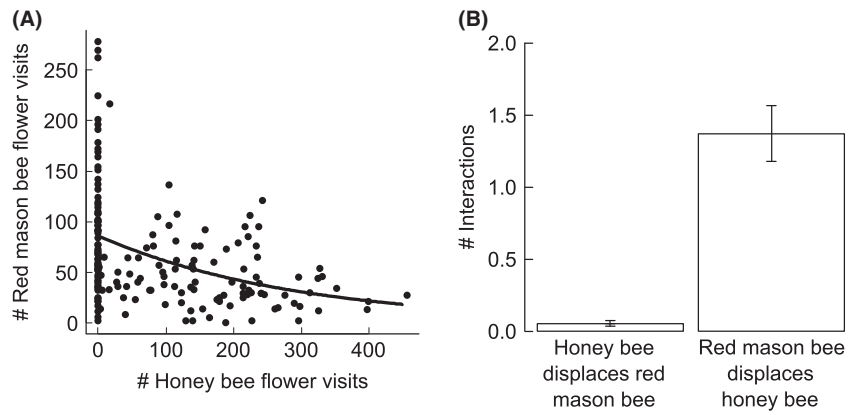 (A)
# Red mason bee flower visits
250
200
150
100
50
0
0
100
200
300
400
# Honey bee flower visits
(B)
# Interactions
2.0
1.5
1.0
0.5
0.0
Honey bee
displaces red
mason bee
Red mason bee
displaces
honey bee